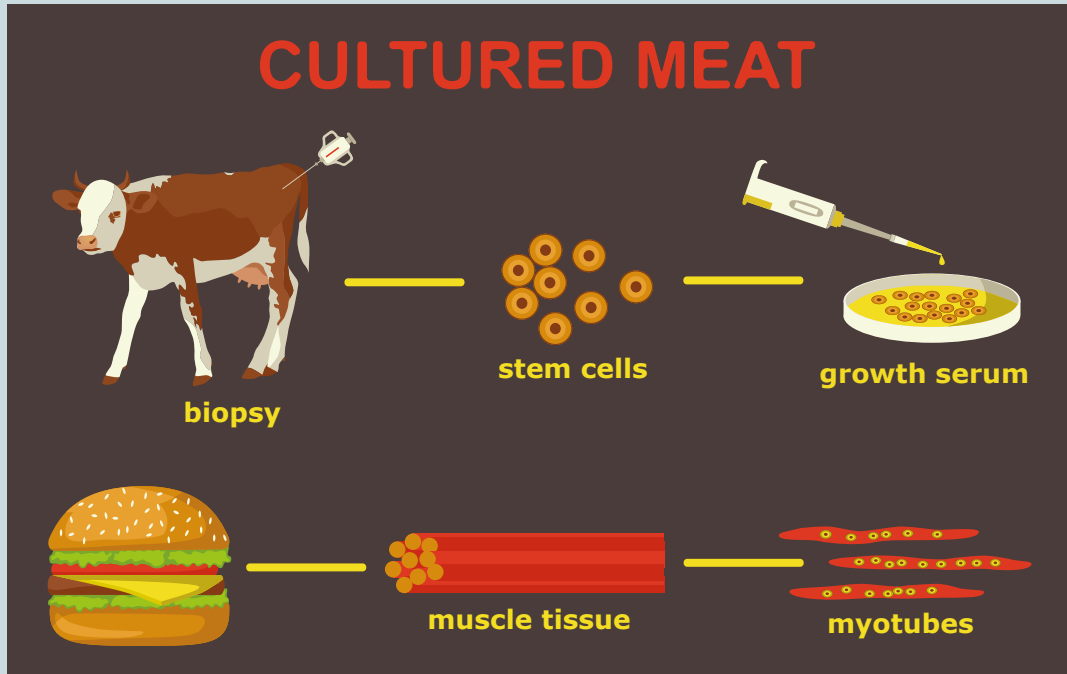 CULTURED MEAT
biopsy
stem cells
growth serum
muscle tissue
myotubes